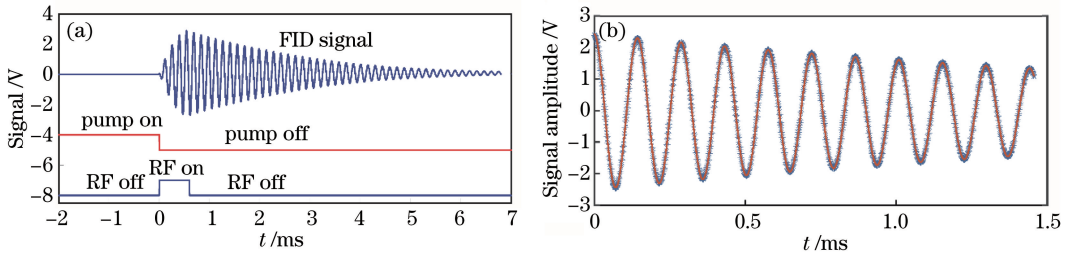 (a)
FID signal
Signal /V
4
2
0
−2
−4
−6
−8
pump on
pump off
RF on
RF off
RF off
−2
−1
0
1
2
3
4
5
6
7
t /ms
(b)
Signal amplitude /V
3
2
1
0
−1
−2
−3
0
0.5
1.0
1.5
t /ms